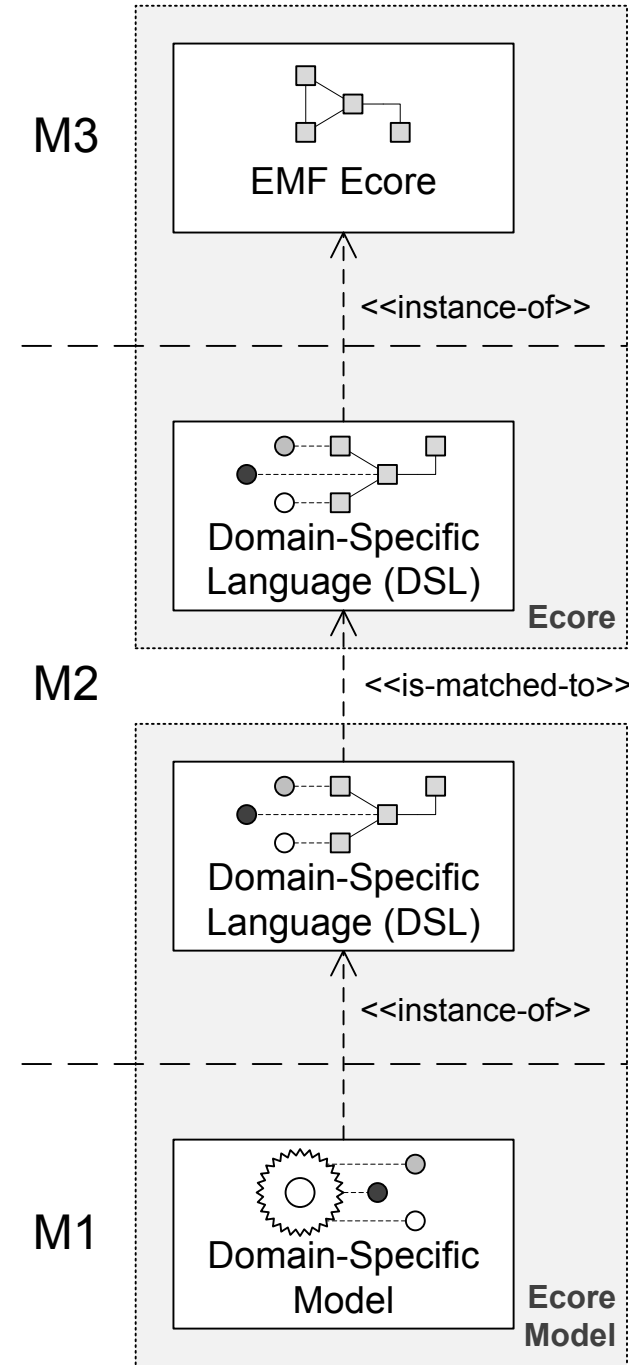 M3
EMF Ecore
<<instance-of>>
Domain-Specific
Language (DSL)
Ecore
M2
<<is-matched-to>>
Domain-Specific
Language (DSL)
<<instance-of>>
M1
Domain-Specific
Model
Ecore
Model